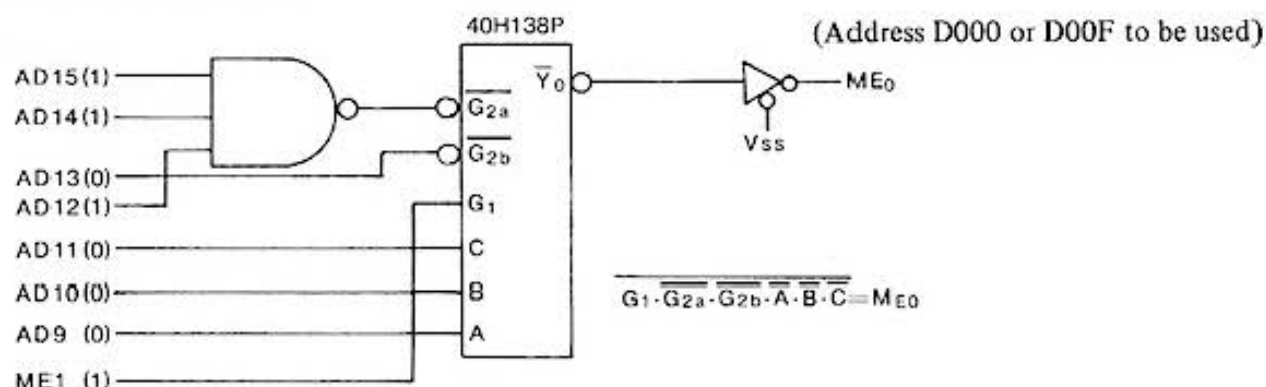 40H138P
(Address D000 or D00F to be used)
AD15(1)
AD14(1)
AD13(0)
AD12(1)
AD11(0)
AD10(0)
AD9 (0)
ME1 (1)
G2a
G2b
G1
C
B
A
Y0
ME0
Vss
G1·G2a·G2b·A·B·C=ME0